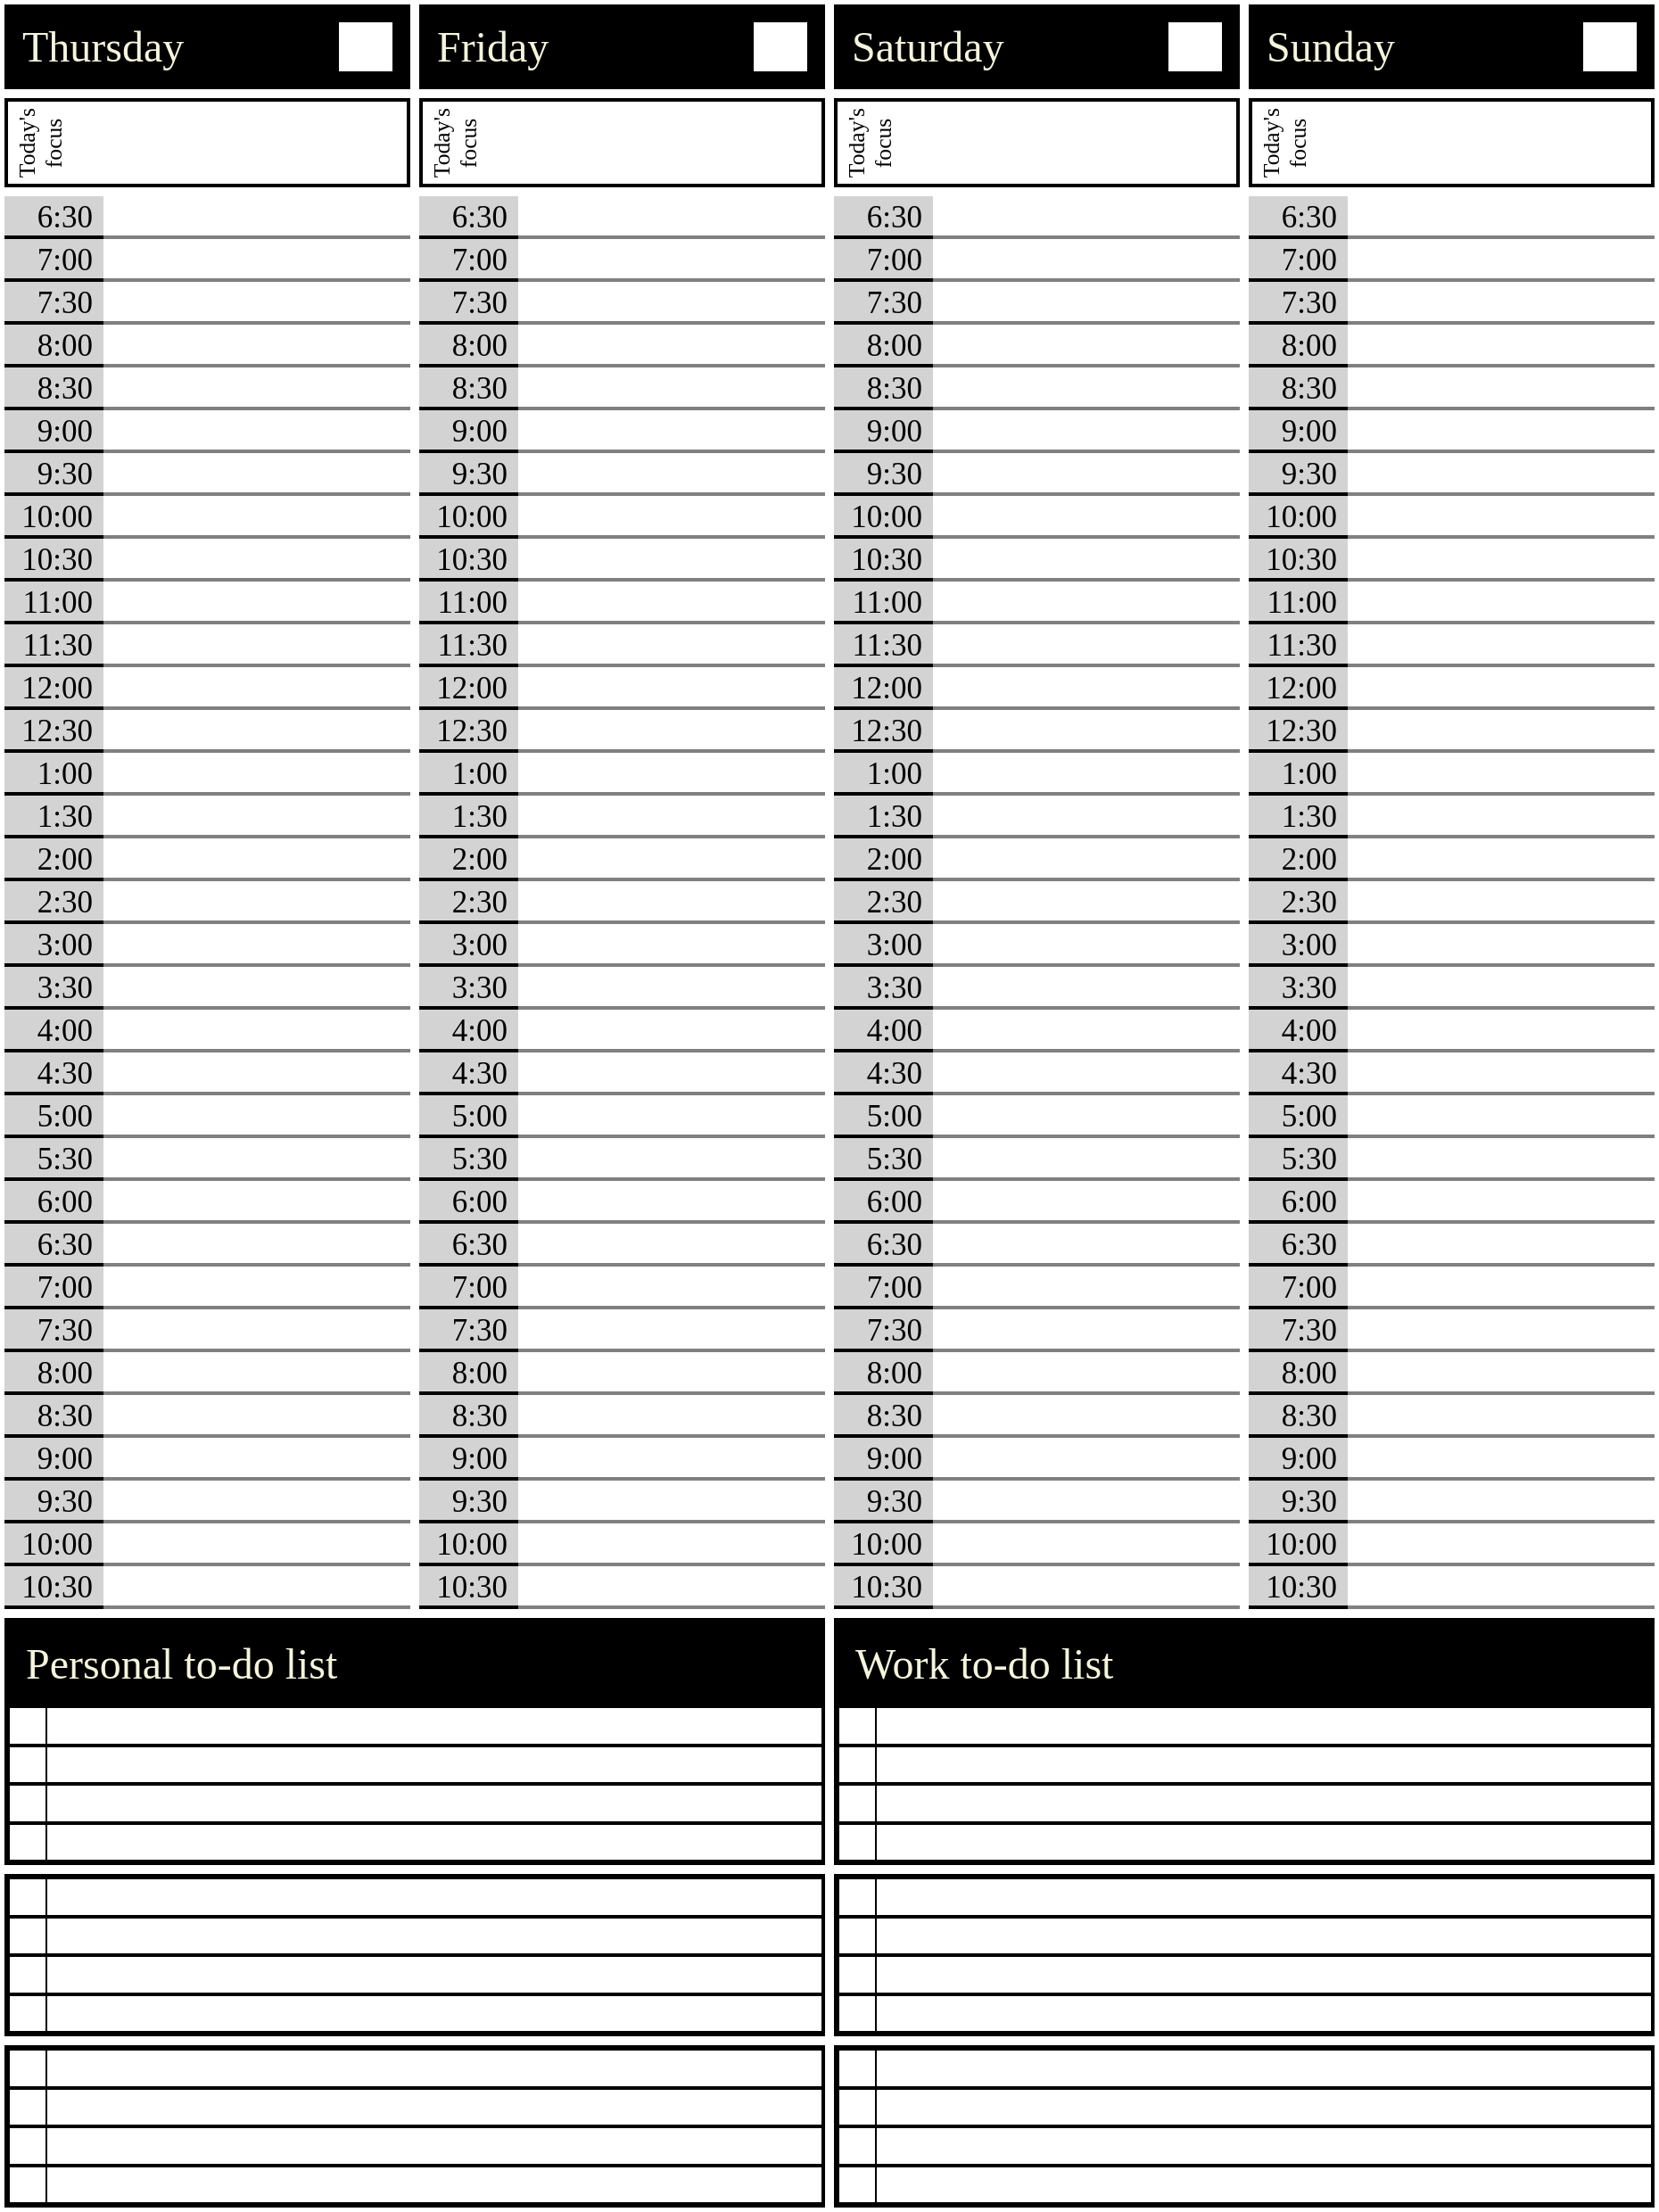 Thursday Friday Saturday Sunday
Today's focus Today's focus Today's focus Today's focus
6:30 6:30 6:30 6:30
7:00 7:00 7:00 7:00
7:30 7:30 7:30 7:30
8:00 8:00 8:00 8:00
8:30 8:30 8:30 8:30
9:00 9:00 9:00 9:00
9:30 9:30 9:30 9:30
10:00 10:00 10:00 10:00
10:30 10:30 10:30 10:30
11:00 11:00 11:00 11:00
11:30 11:30 11:30 11:30
12:00 12:00 12:00 12:00
12:30 12:30 12:30 12:30
1:00 1:00 1:00 1:00
1:30 1:30 1:30 1:30
2:00 2:00 2:00 2:00
2:30 2:30 2:30 2:30
3:00 3:00 3:00 3:00
3:30 3:30 3:30 3:30
4:00 4:00 4:00 4:00
4:30 4:30 4:30 4:30
5:00 5:00 5:00 5:00
5:30 5:30 5:30 5:30
6:00 6:00 6:00 6:00
6:30 6:30 6:30 6:30
7:00 7:00 7:00 7:00
7:30 7:30 7:30 7:30
8:00 8:00 8:00 8:00
8:30 8:30 8:30 8:30
9:00 9:00 9:00 9:00
9:30 9:30 9:30 9:30
10:00 10:00 10:00 10:00
10:30 10:30 10:30 10:30
Personal to-do list Work to-do list